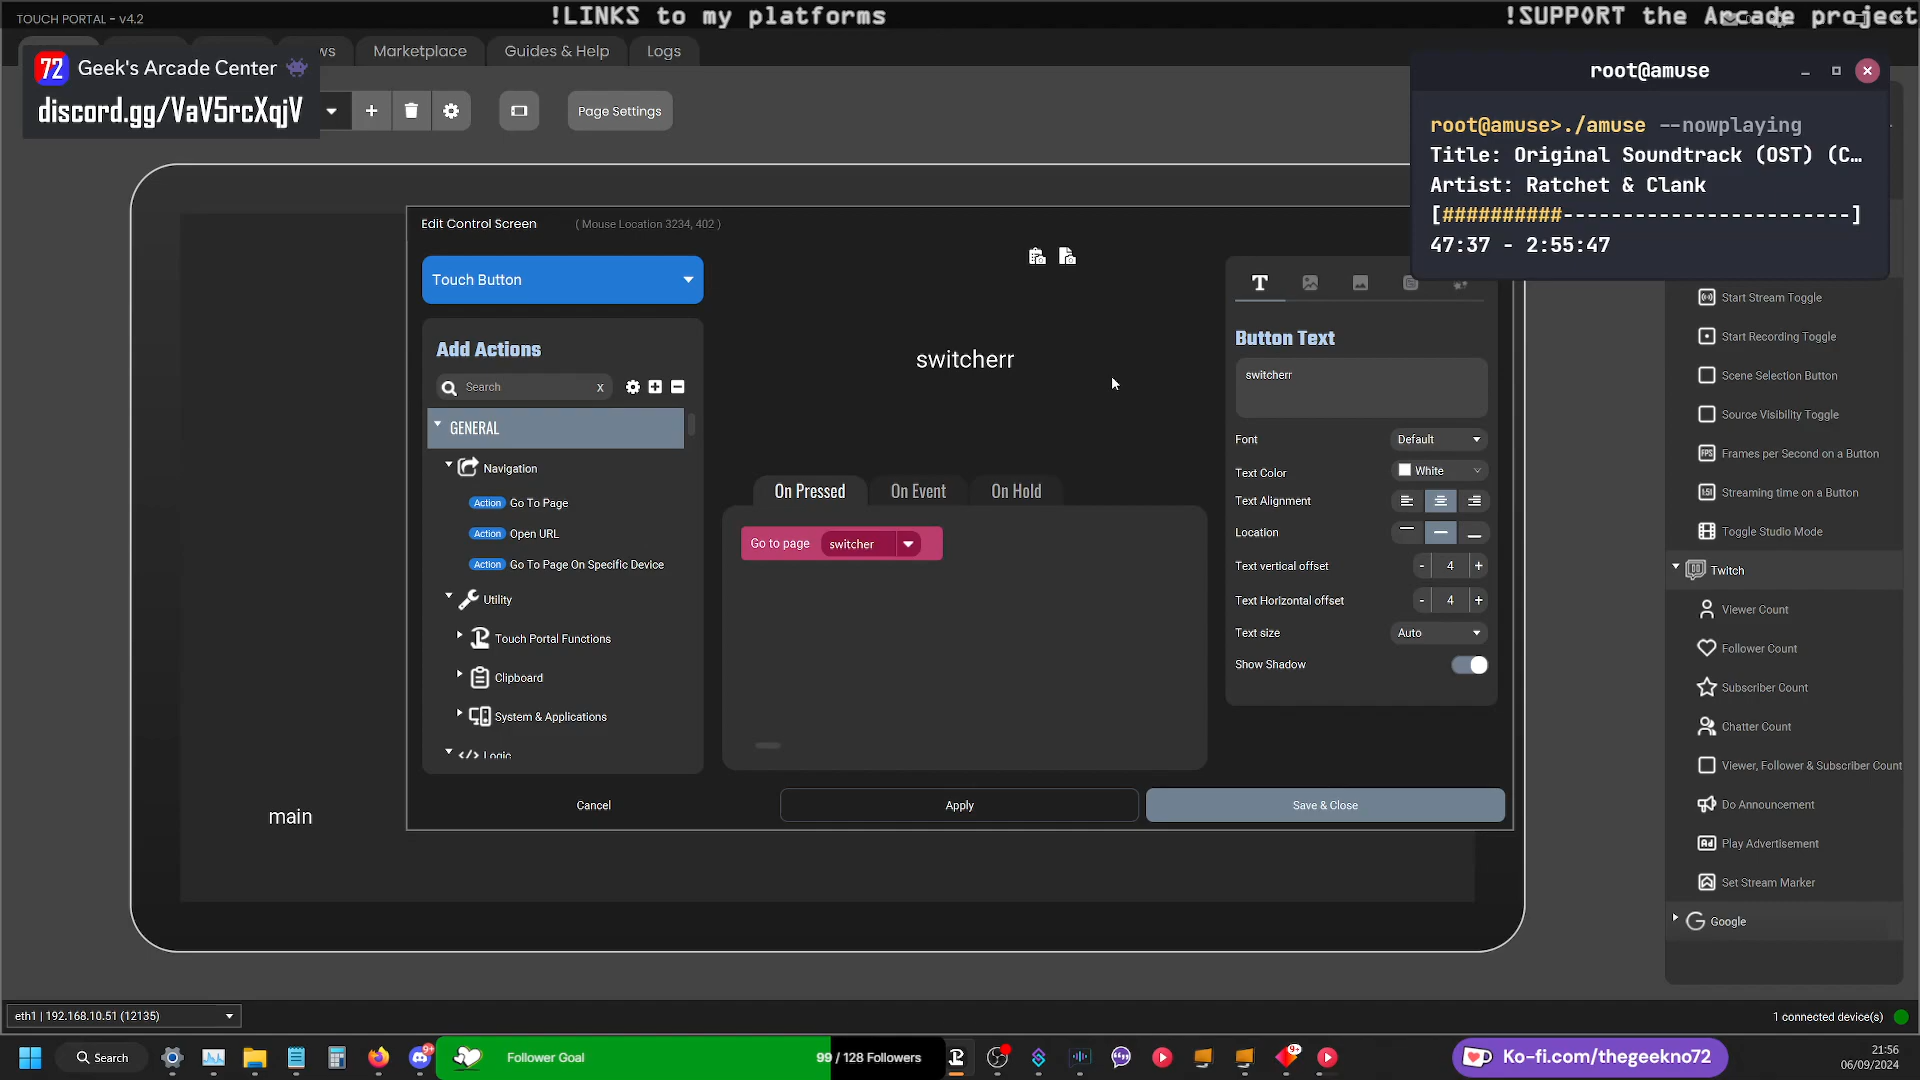 TOUCH PORTAL - v4.2
!LINKS to my platforms
!SUPPORT the Arcade project
Marketplace
Guides & Help
Logs
72 Geek's Arcade Center
discord.gg/VaV5rcXqjV
Page Settings
root@amuse
root@amuse>./amuse --nowplaying
Title: Original Soundtrack (OST) (C…
Artist: Ratchet & Clank
[##########------------------------]
47:37 - 2:55:47
Edit Control Screen
( Mouse Location 3234, 402 )
Touch Button
Add Actions
Search
x
GENERAL
Navigation
Action Go To Page
Action Open URL
Action Go To Page On Specific Device
Utility
Touch Portal Functions
Clipboard
System & Applications
Logic
switcherr
On Pressed
On Event
On Hold
Go to page switcher
Button Text
switcherr
Font
Default
Text Color
White
Text Alignment
Location
Text vertical offset
- 4 +
Text Horizontal offset
- 4 +
Text size
Auto
Show Shadow
Cancel
Apply
Save & Close
main
Start Stream Toggle
Start Recording Toggle
Scene Selection Button
Source Visibility Toggle
FPS Frames per Second on a Button
Streaming time on a Button
Toggle Studio Mode
Twitch
Viewer Count
Follower Count
Subscriber Count
Chatter Count
Viewer, Follower & Subscriber Count
Do Announcement
Ad Play Advertisement
Set Stream Marker
Google
eth1 | 192.168.10.51 (12135)
1 connected device(s)
Search
Follower Goal
99 / 128 Followers
Ko-fi.com/thegeekno72
21:56
06/09/2024